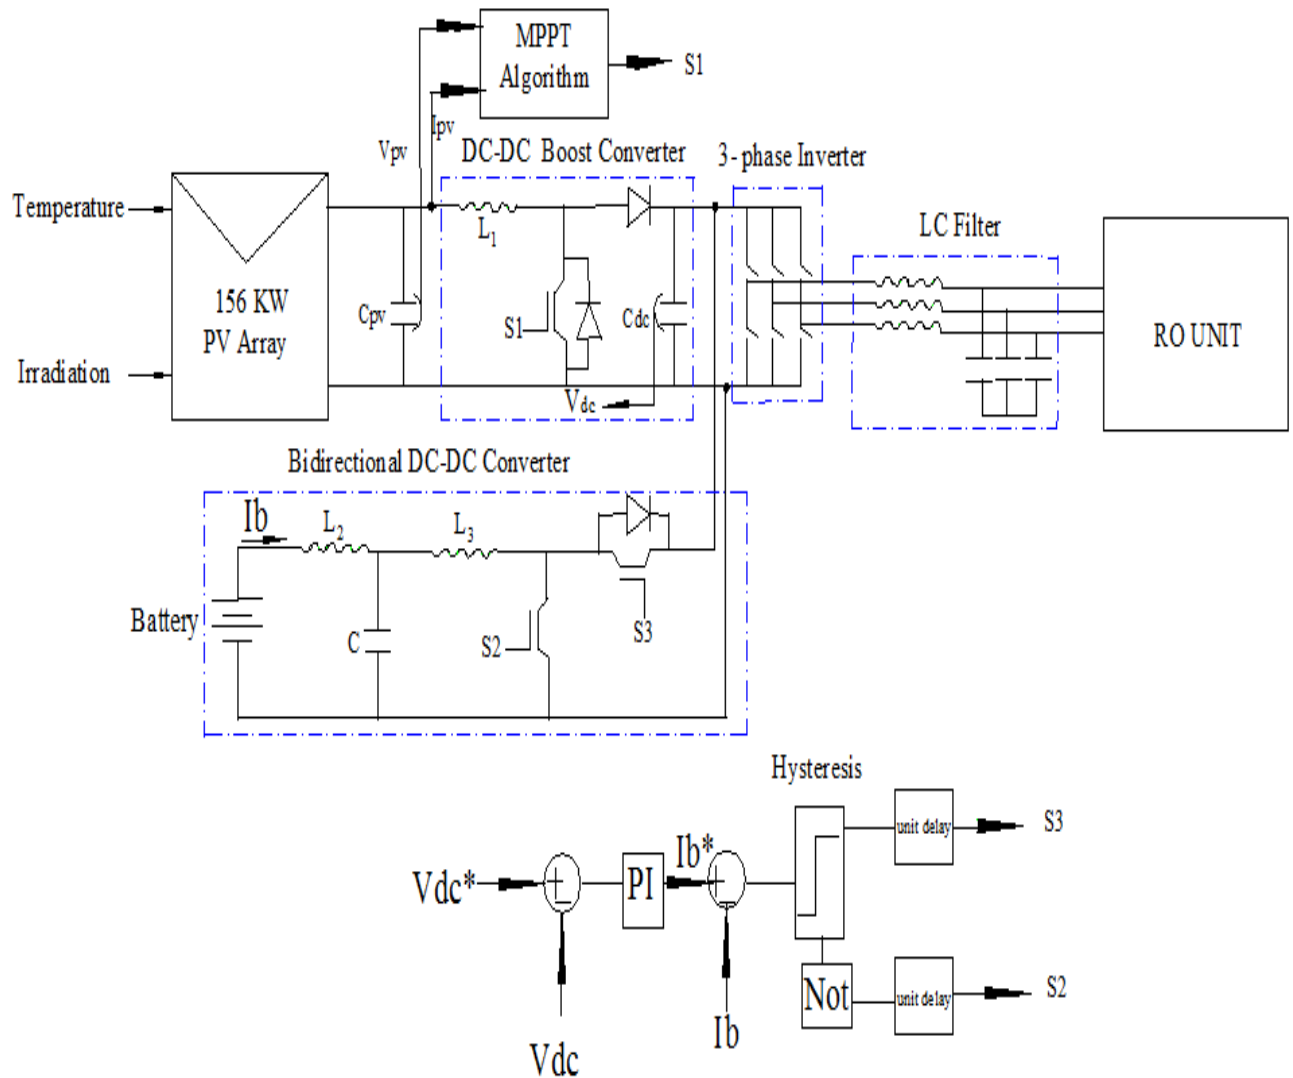 MPPT
Algorithm
S1
Ipv
Vpv
DC-DC Boost Converter
3- phase Inverter
Temperature
L1
LC Filter
156 KW
PV Array
Cpv
S1
Cdc
RO UNIT
Irradiation
Vdc
Bidirectional DC-DC Converter
Ib
L2
L3
Battery
C
S2
S3
Hysteresis
unit delay
S3
Vdc*
PI
Ib*
Not
unit delay
S2
Ib
Vdc